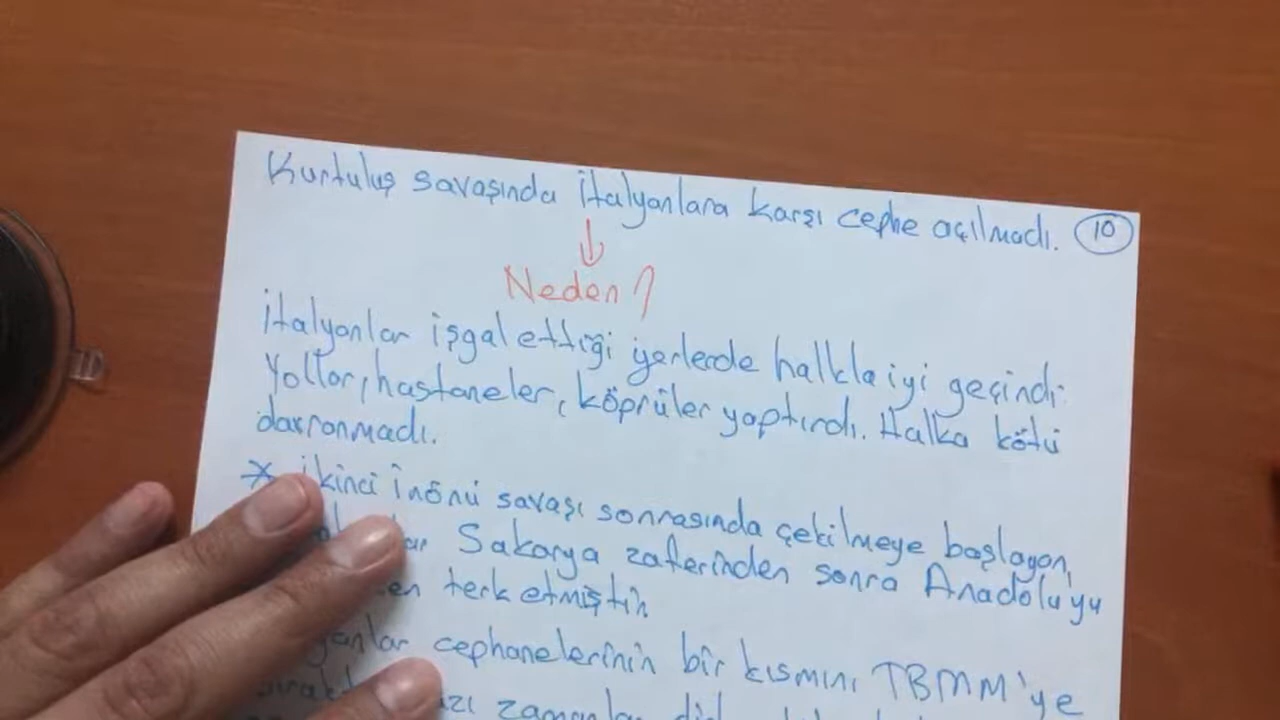 Kurtuluş savaşında İtalyanlara karşı cephe açılmadı. 10
Neden?
İtalyanlar işgal ettiği yerlerde halkla iyi geçindi.
Yollar, hastaneler, köprüler yaptırdı. Halka kötü
davranmadı.
* İkinci İnönü savaşı sonrasında çekilmeye başlayan,
Sakarya zaferinden sonra Anadolu'yu
terk etmiştir.
cephanelerinin bir kısmını TBMM'ye
zamanlar